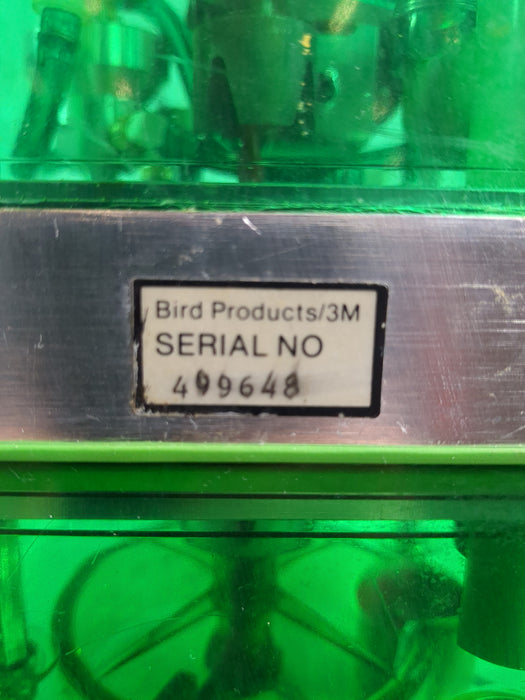 Bird Products/3M
SERIAL NO
499648